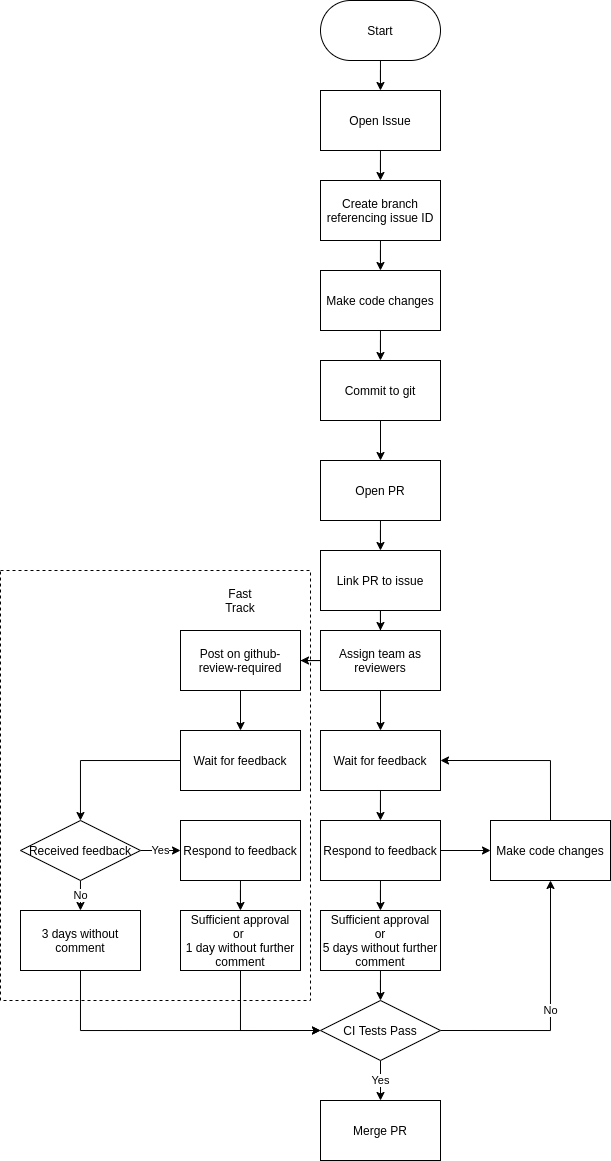 Start
Open Issue
Create branch
referencing issue ID
Make code changes
Commit to git
Open PR
Link PR to issue
Fast
Track
Post on github-
review-required
Assign team as
reviewers
Wait for feedback
Wait for feedback
Received feedback
Yes
Respond to feedback
Respond to feedback
Make code changes
No
3 days without
comment
Sufficient approval
or
1 day without further
comment
Sufficient approval
or
5 days without further
comment
CI Tests Pass
No
Yes
Merge PR